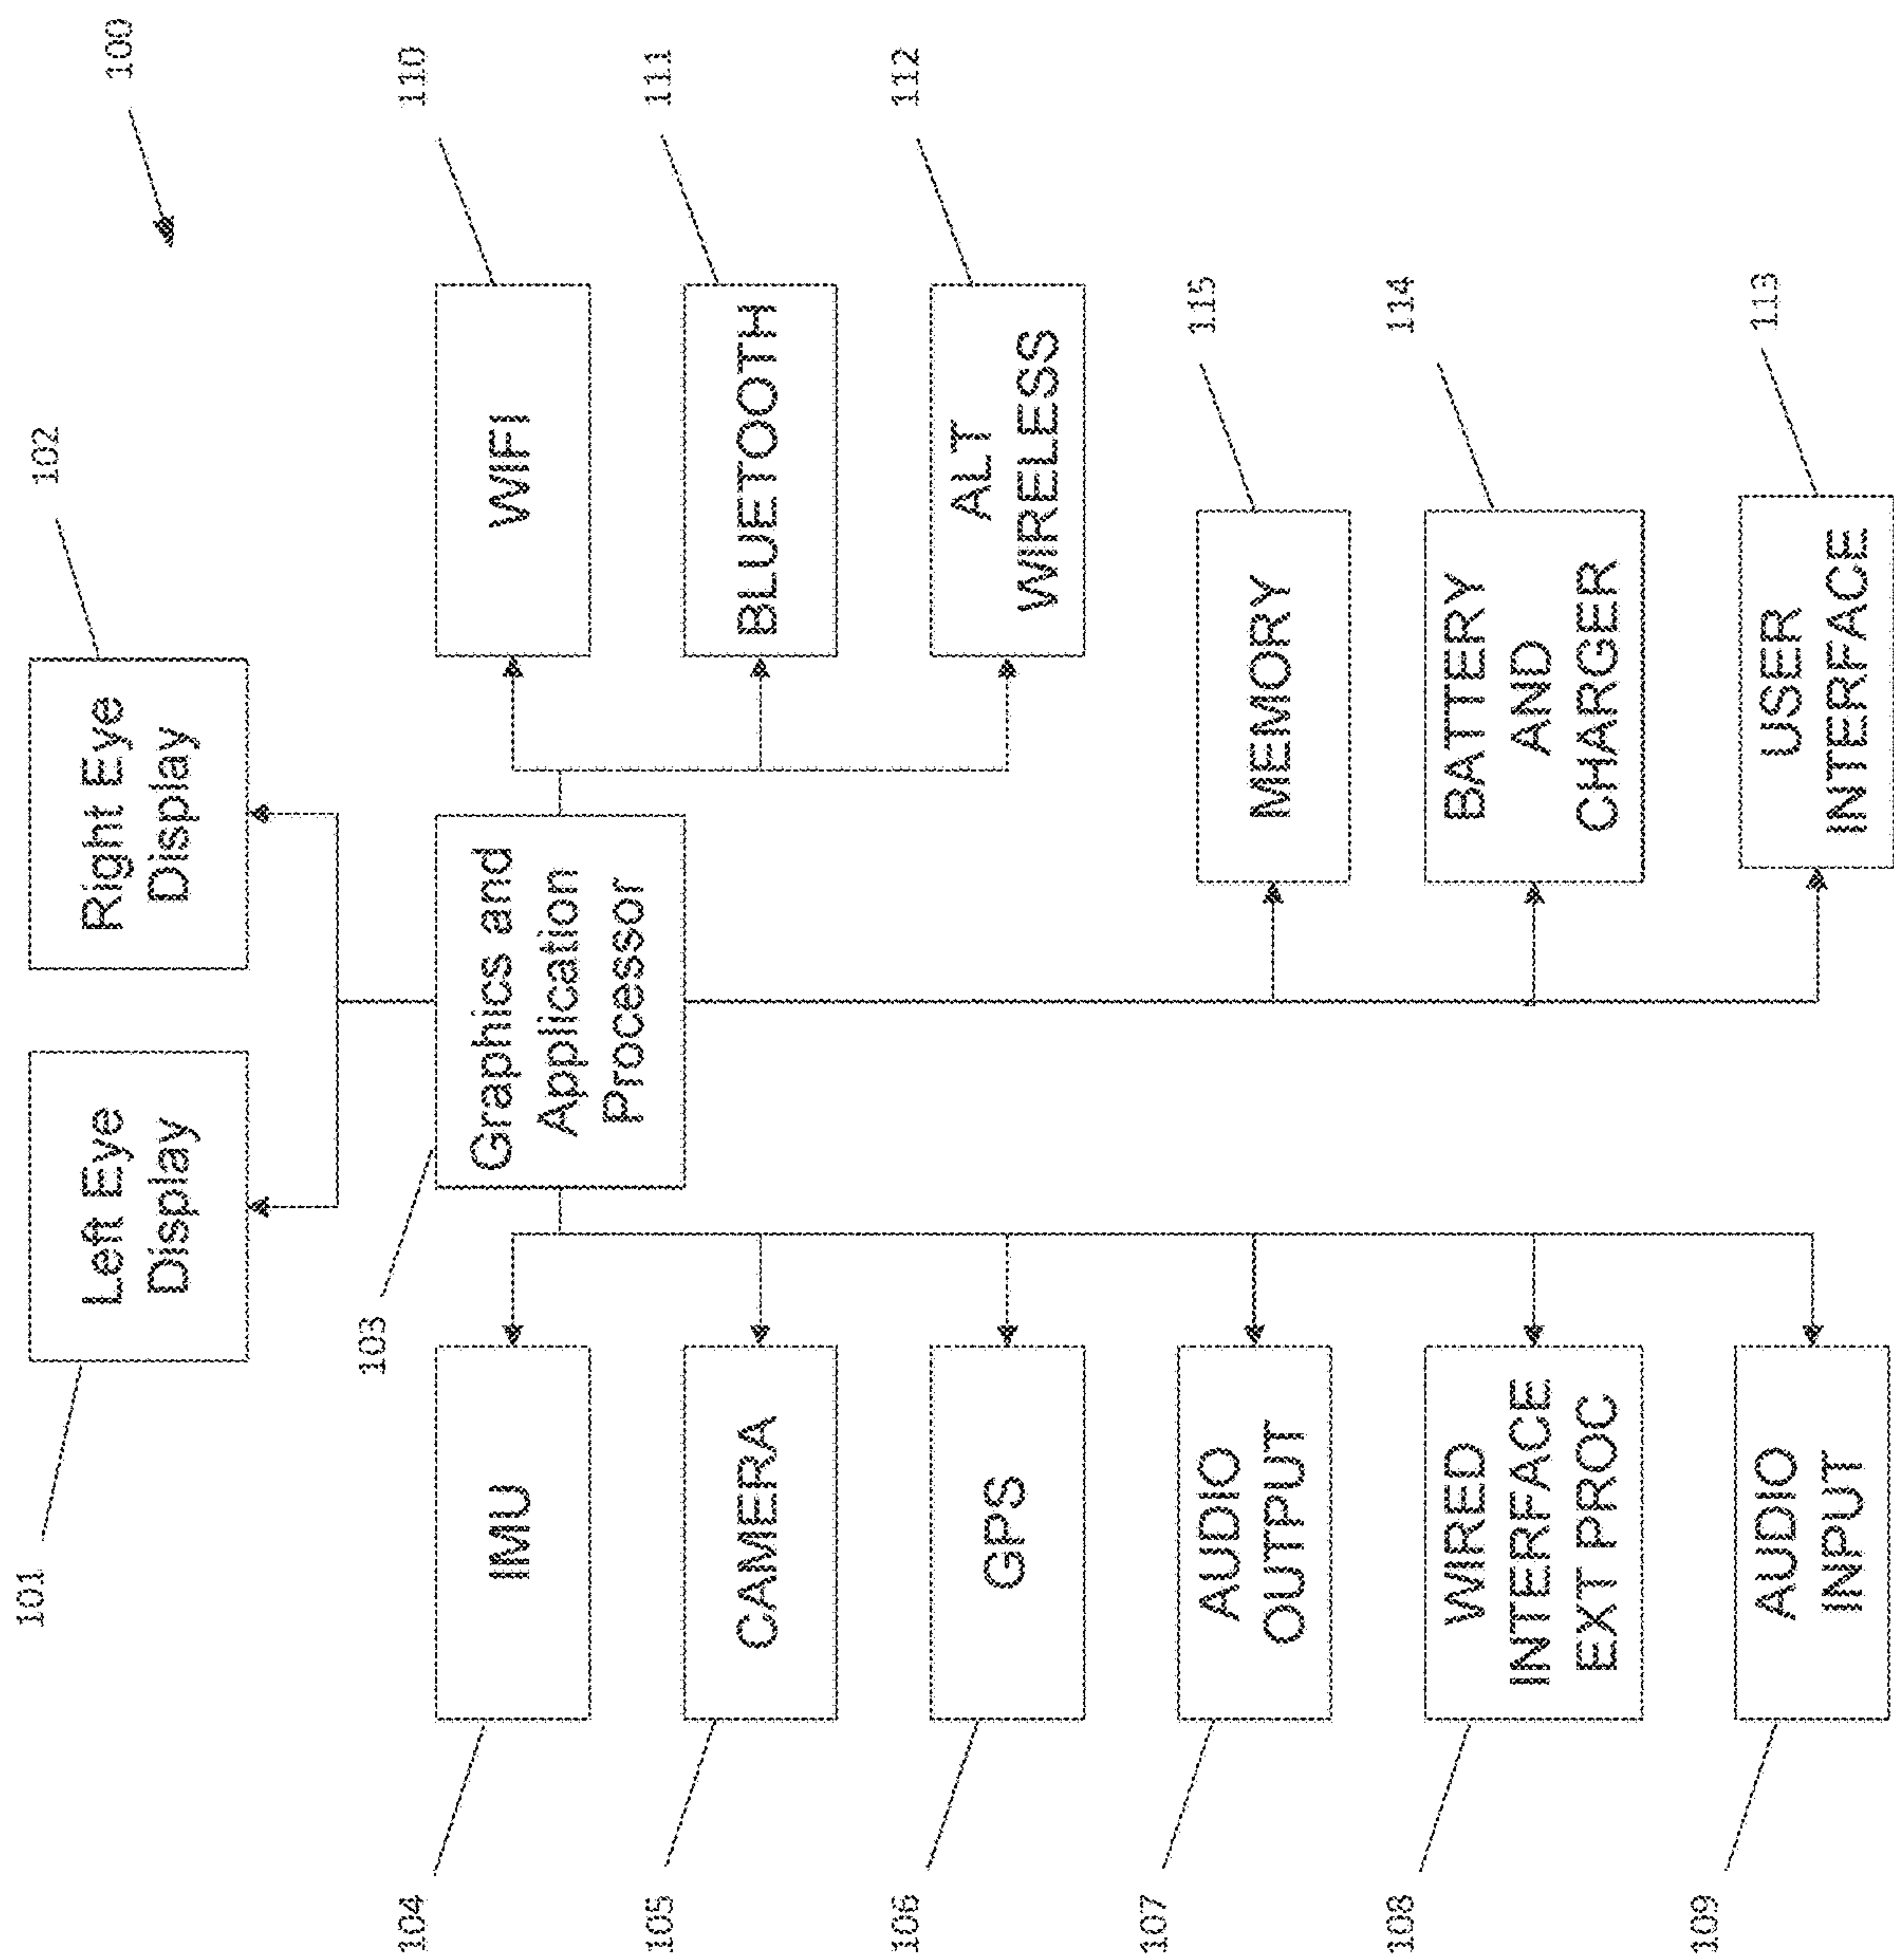 100
101
Left Eye
Display
102
Right Eye
Display
103
Graphics and
Application
Processor
104
IMU
105
CAMERA
106
GPS
107
AUDIO
OUTPUT
108
WIRED
INTERFACE
EXT PROC
109
AUDIO
INPUT
110
WIFI
111
BLUETOOTH
112
ALT
WIRELESS
115
MEMORY
114
BATTERY
AND
CHARGER
113
USER
INTERFACE